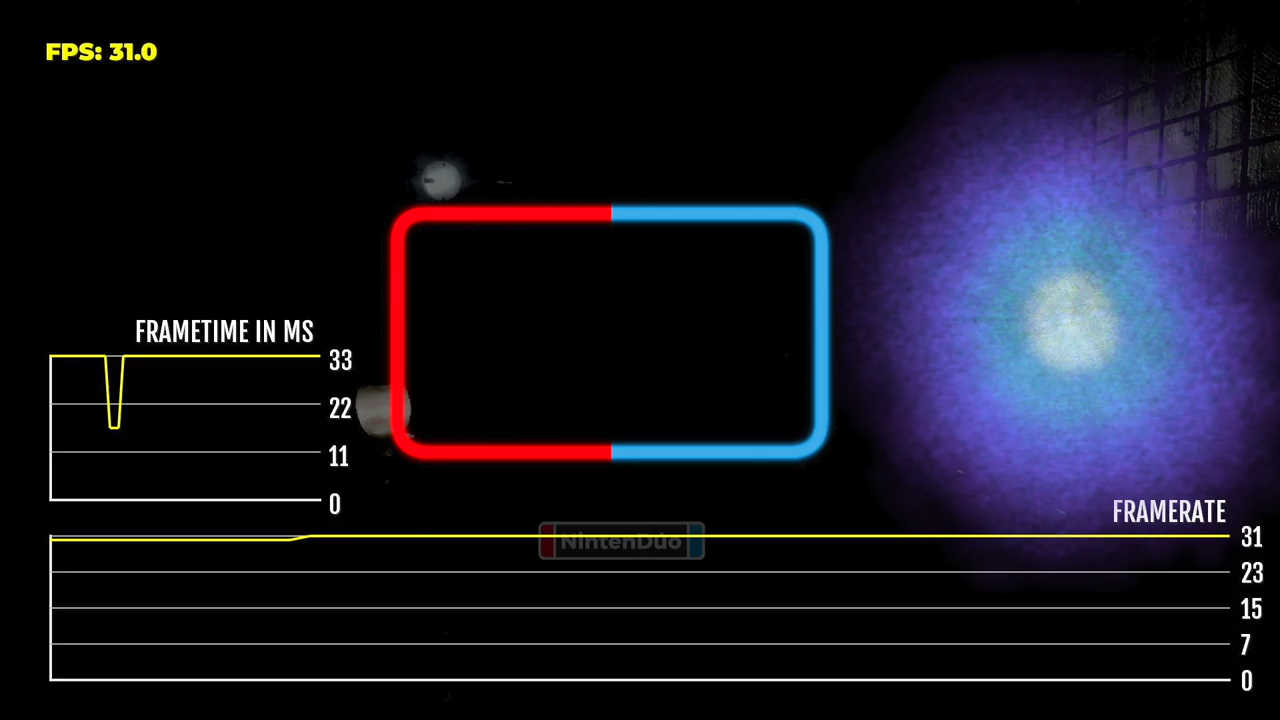 FPS: 31.0
FRAMETIME IN MS
33
22
11
0
NintenDuo
FRAMERATE
31
23
15
7
0